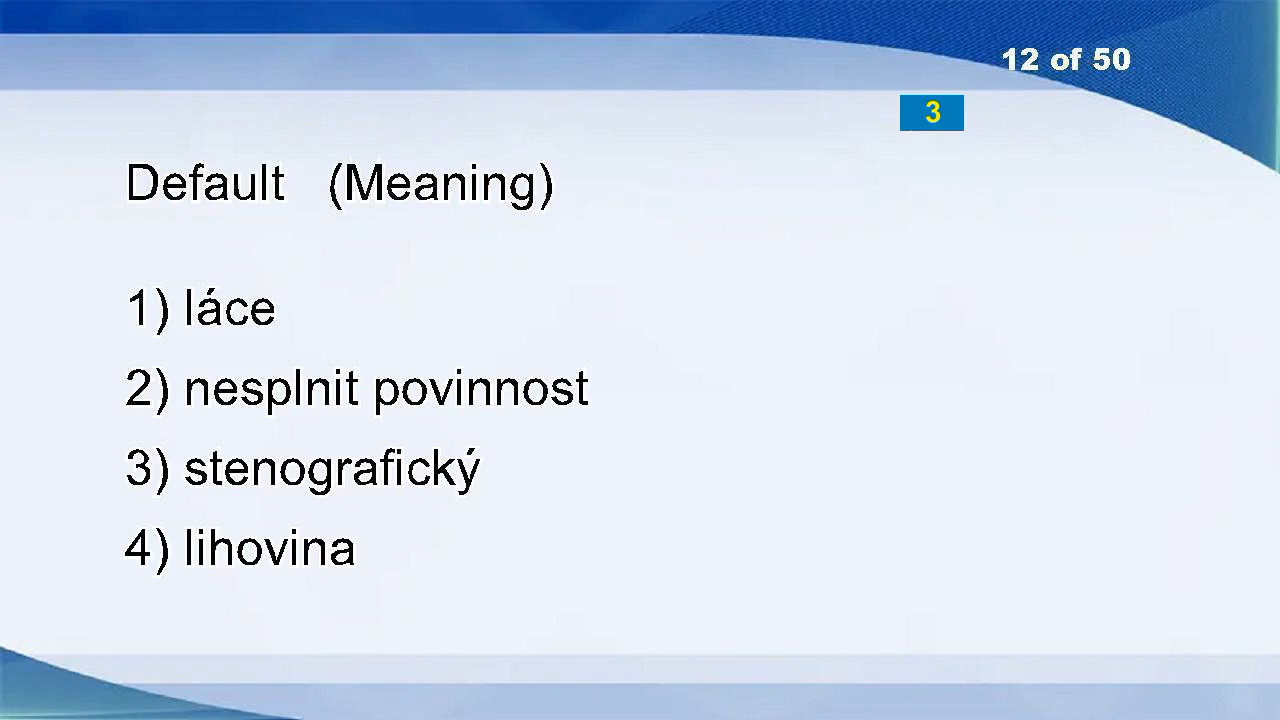 12 of 50
3
Default (Meaning)
1) láce
2) nesplnit povinnost
3) stenografický
4) lihovina